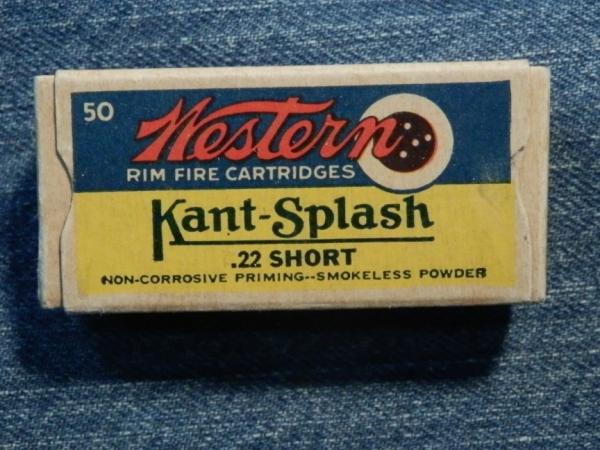 50
Western
RIM FIRE CARTRIDGES
Kant-Splash
.22 SHORT
NON-CORROSIVE PRIMING--SMOKELESS POWDER